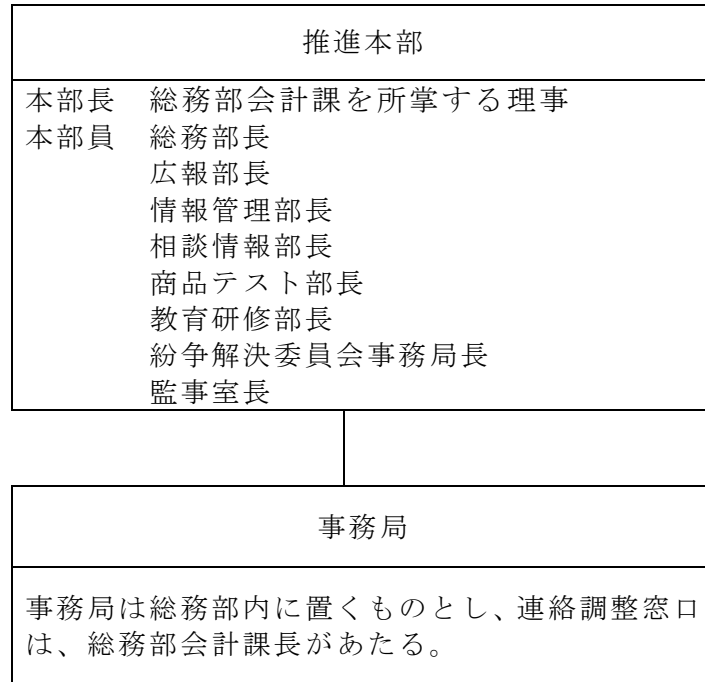 推進本部
本部長　総務部会計課を所掌する理事
本部員　総務部長
広報部長
情報管理部長
相談情報部長
商品テスト部長
教育研修部長
紛争解決委員会事務局長
監事室長
事務局
事務局は総務部内に置くものとし、連絡調整窓口
は、総務部会計課長があたる。